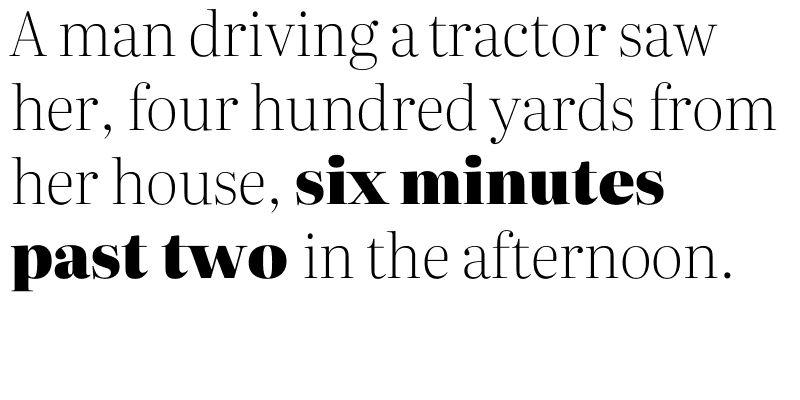 A man driving a tractor saw
her, four hundred yards from
her house, six minutes
past two in the afternoon.